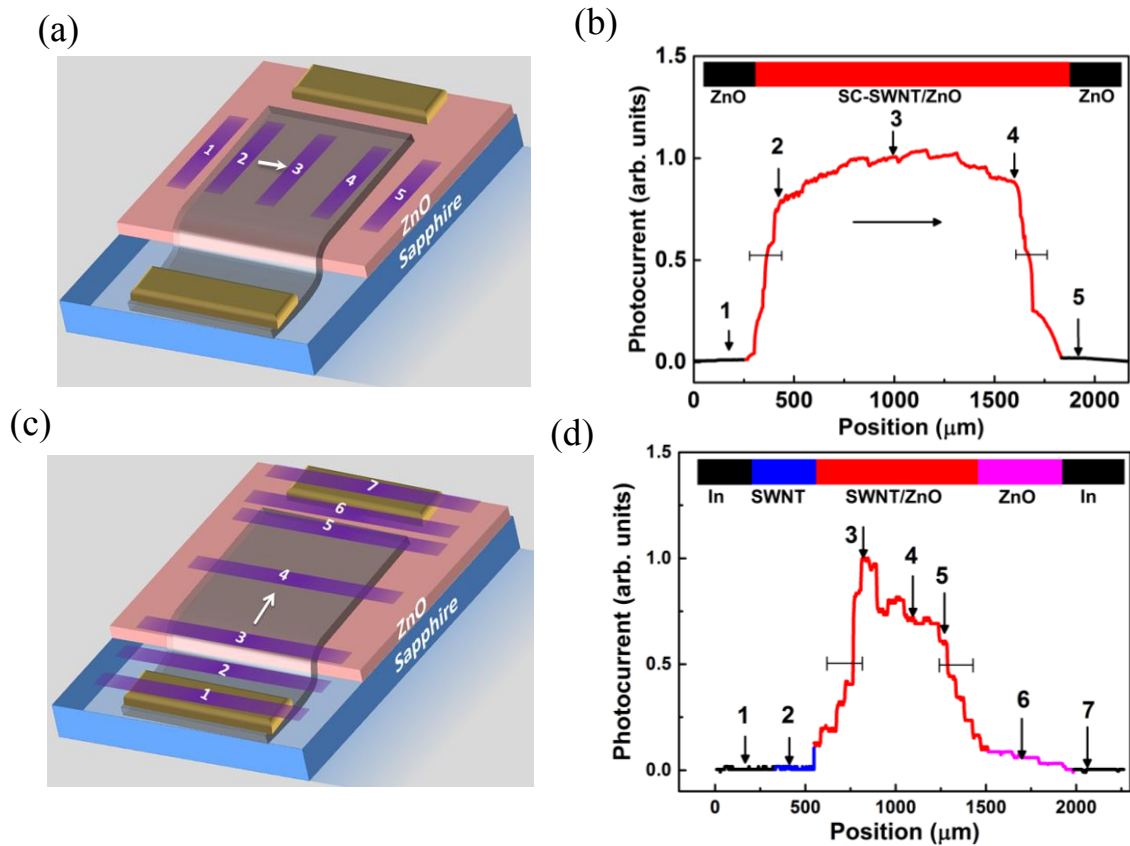 (a)
1
2
3
4
5
ZnO
Sapphire
(b)
1.5
1.0
0.5
0.0
Photocurrent (arb. units)
ZnO
SC-SWNT/ZnO
ZnO
1
2
3
4
5
0
500
1000
1500
2000
Position (μm)
(c)
7
6
5
4
3
2
1
ZnO
Sapphire
(d)
1.5
1.0
0.5
0.0
Photocurrent (arb. units)
In
SWNT
SWNT/ZnO
ZnO
In
1
2
3
4
5
6
7
0
500
1000
1500
2000
Position (μm)